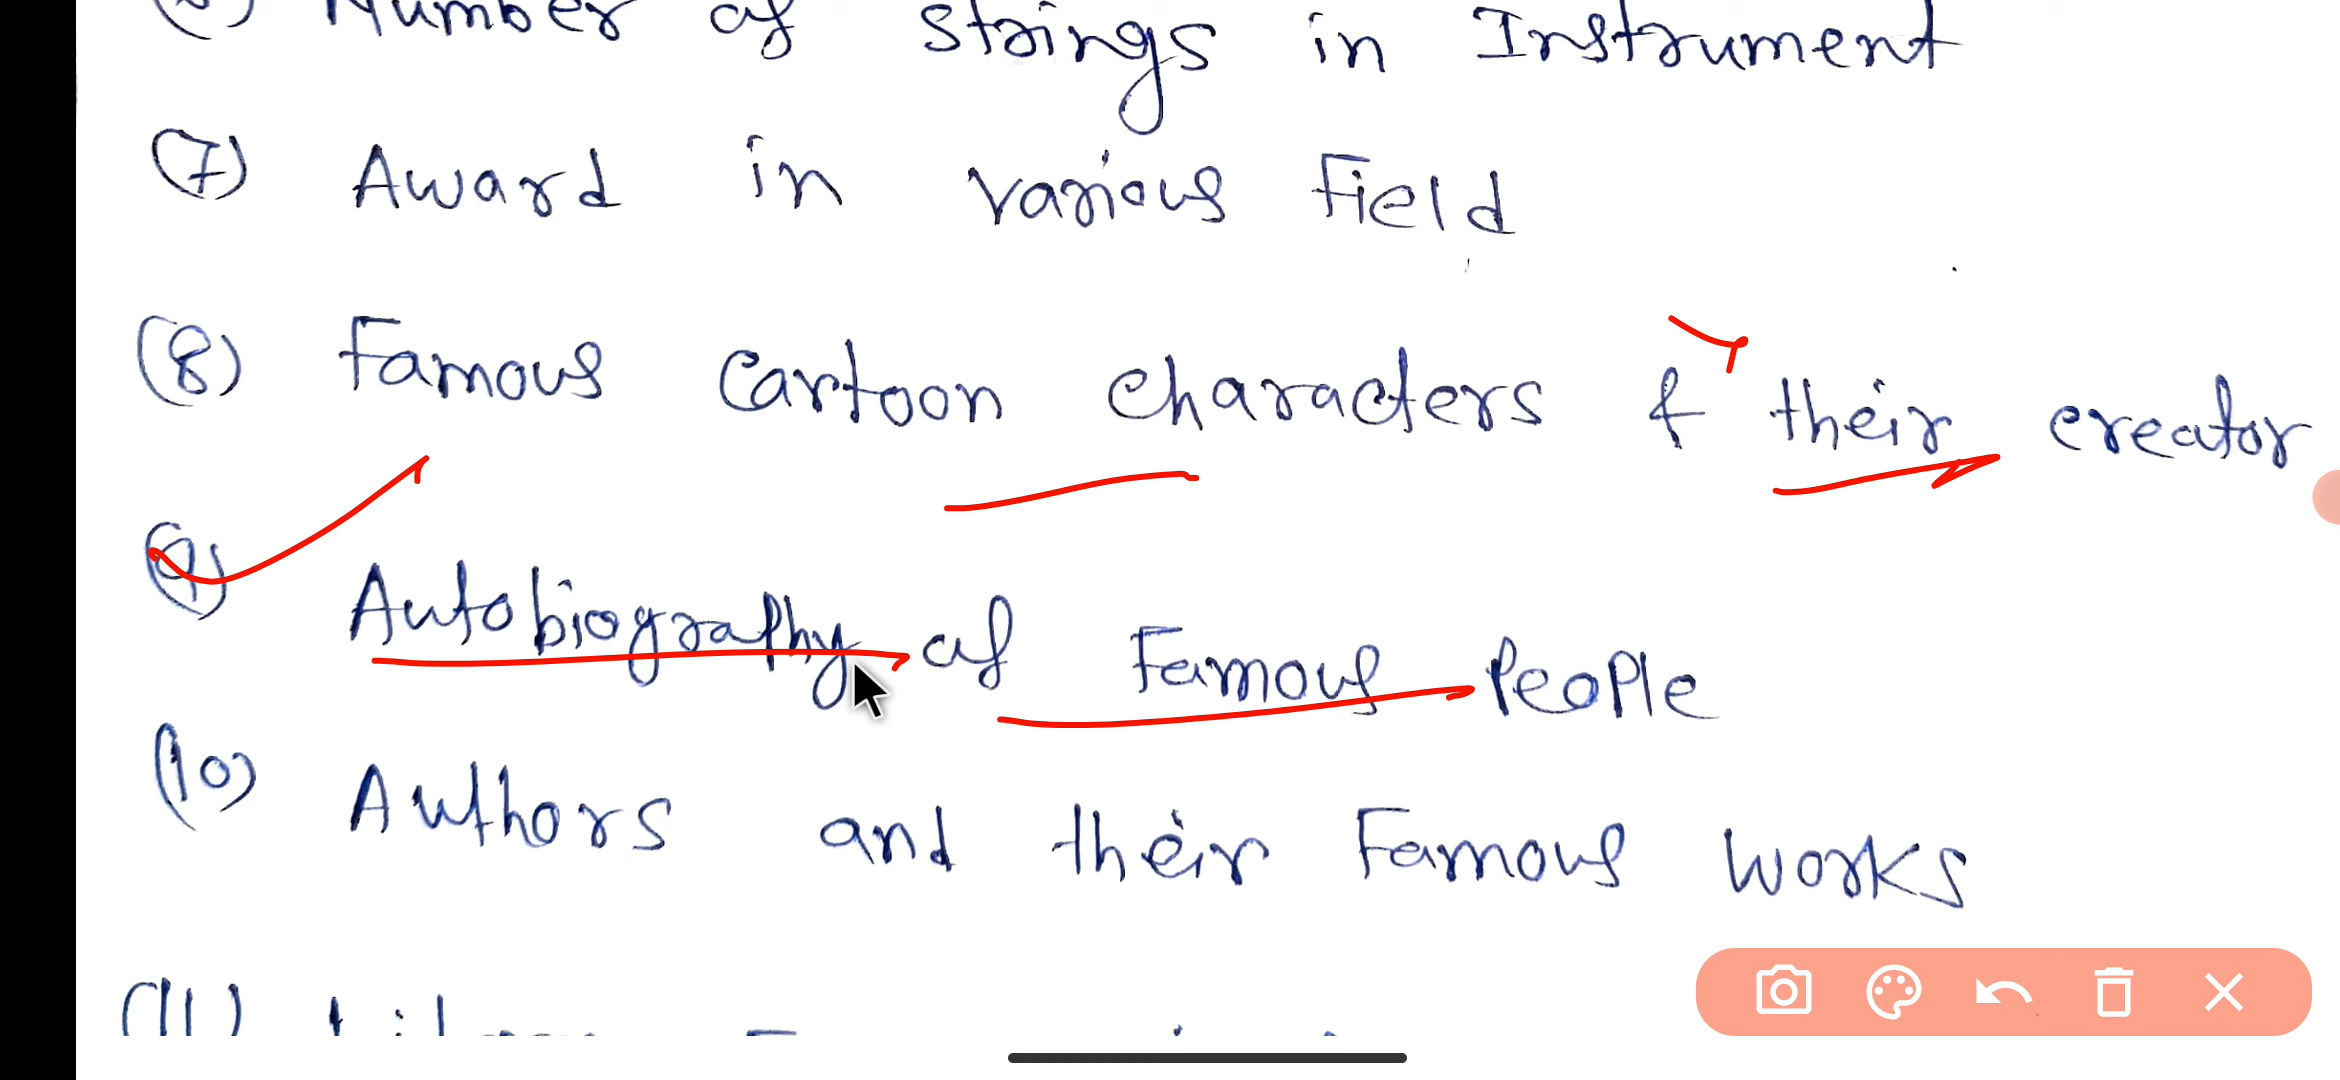 Number of Strings in Instrument
(7) Award in various Field
(8) Famous Cartoon characters & their creator
(9) Autobiography of Famous People
(10) Authors and their Famous Works
(11)